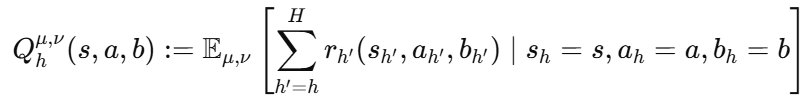 $Q_h^{\mu,\nu}(s,a,b) := \mathbb{E}_{\mu,\nu}\left[\sum_{h'=h}^{H} r_{h'}(s_{h'},a_{h'},b_{h'}) \mid s_h = s, a_h = a, b_h = b\right]$